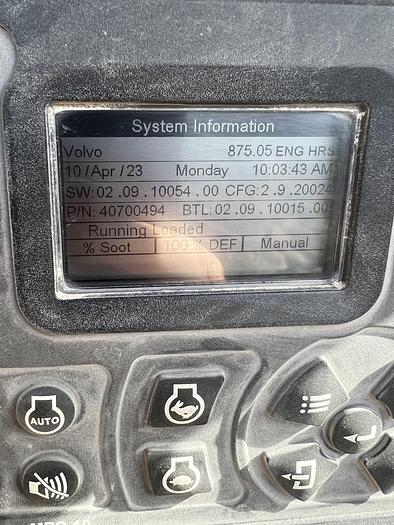 System Information
Volvo 875.05 ENG HRS
10/Apr/23 Monday 10:03:43 AM
SW:02.09.10054.00 CFG:2.9.20024
P/N:40700494 BTL:02.09.10015.00
Running Loaded
% Soot 100 % DEF Manual
AUTO